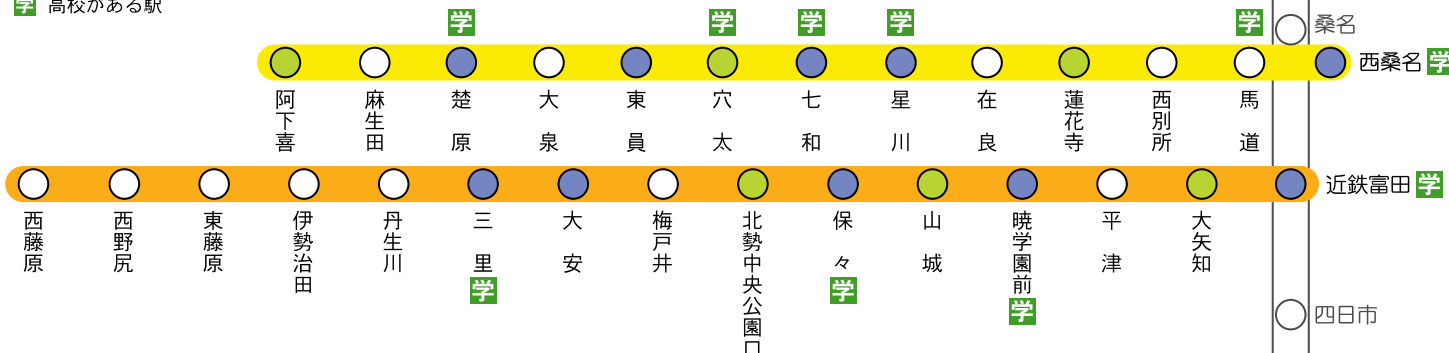 学 高校がある駅
学 学 学 学 学
桑名
西桑名 学
阿下喜 麻生田 楚原 大泉 東員 穴太 七和 星川 在良 蓮花寺 西別所 馬道
近鉄富田 学
西藤原 西野尻 東藤原 伊勢治田 丹生川 三里 大安 梅戸井 北勢中央公園口 保々 山城 暁学園前 平津 大矢知
学 学 学
四日市